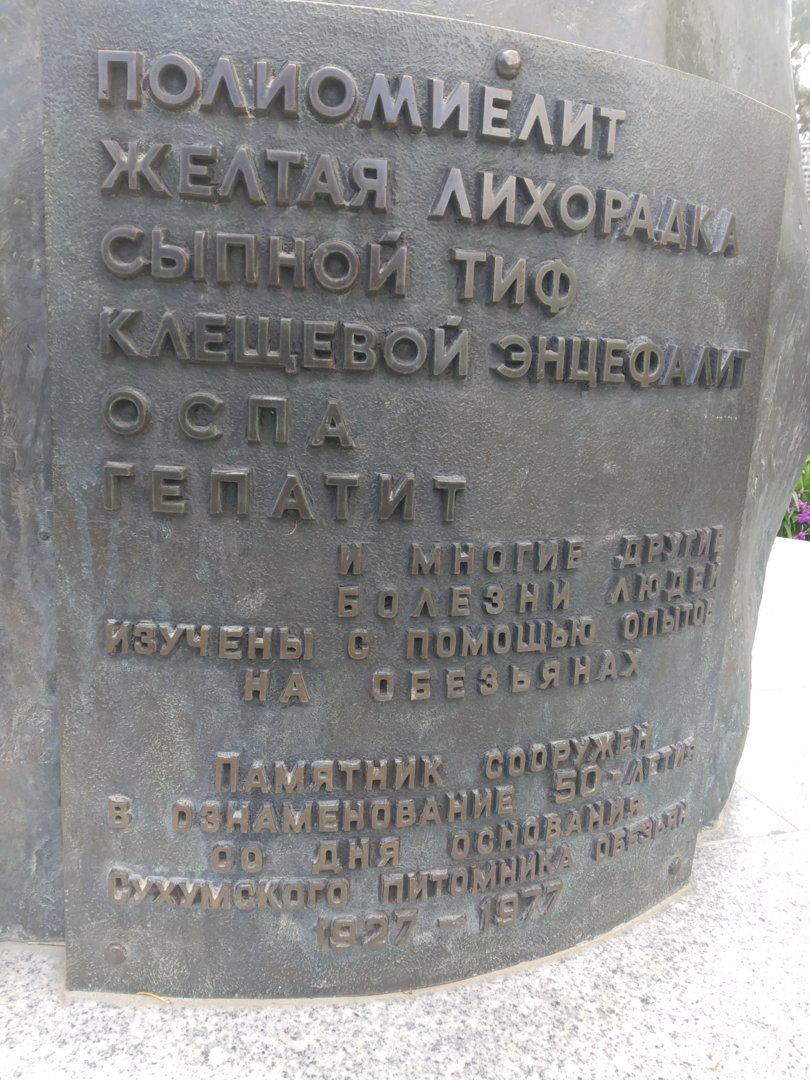 ПОЛИОМИЕЛИТ
ЖЕЛТАЯ ЛИХОРАДКА
СЫПНОЙ ТИФ
КЛЕЩЕВОЙ ЭНЦЕФАЛИТ
ОСПА
ГЕПАТИТ
И МНОГИЕ ДРУГИЕ
БОЛЕЗНИ ЛЮДЕЙ
ИЗУЧЕНЫ С ПОМОЩЬЮ ОПЫТОВ
НА ОБЕЗЬЯНАХ
ПАМЯТНИК СООРУЖЕН
В ОЗНАМЕНОВАНИЕ 50-ЛЕТИЯ
СО ДНЯ ОСНОВАНИЯ
СУХУМСКОГО ПИТОМНИКА ОБЕЗЬЯН
1927 – 1977